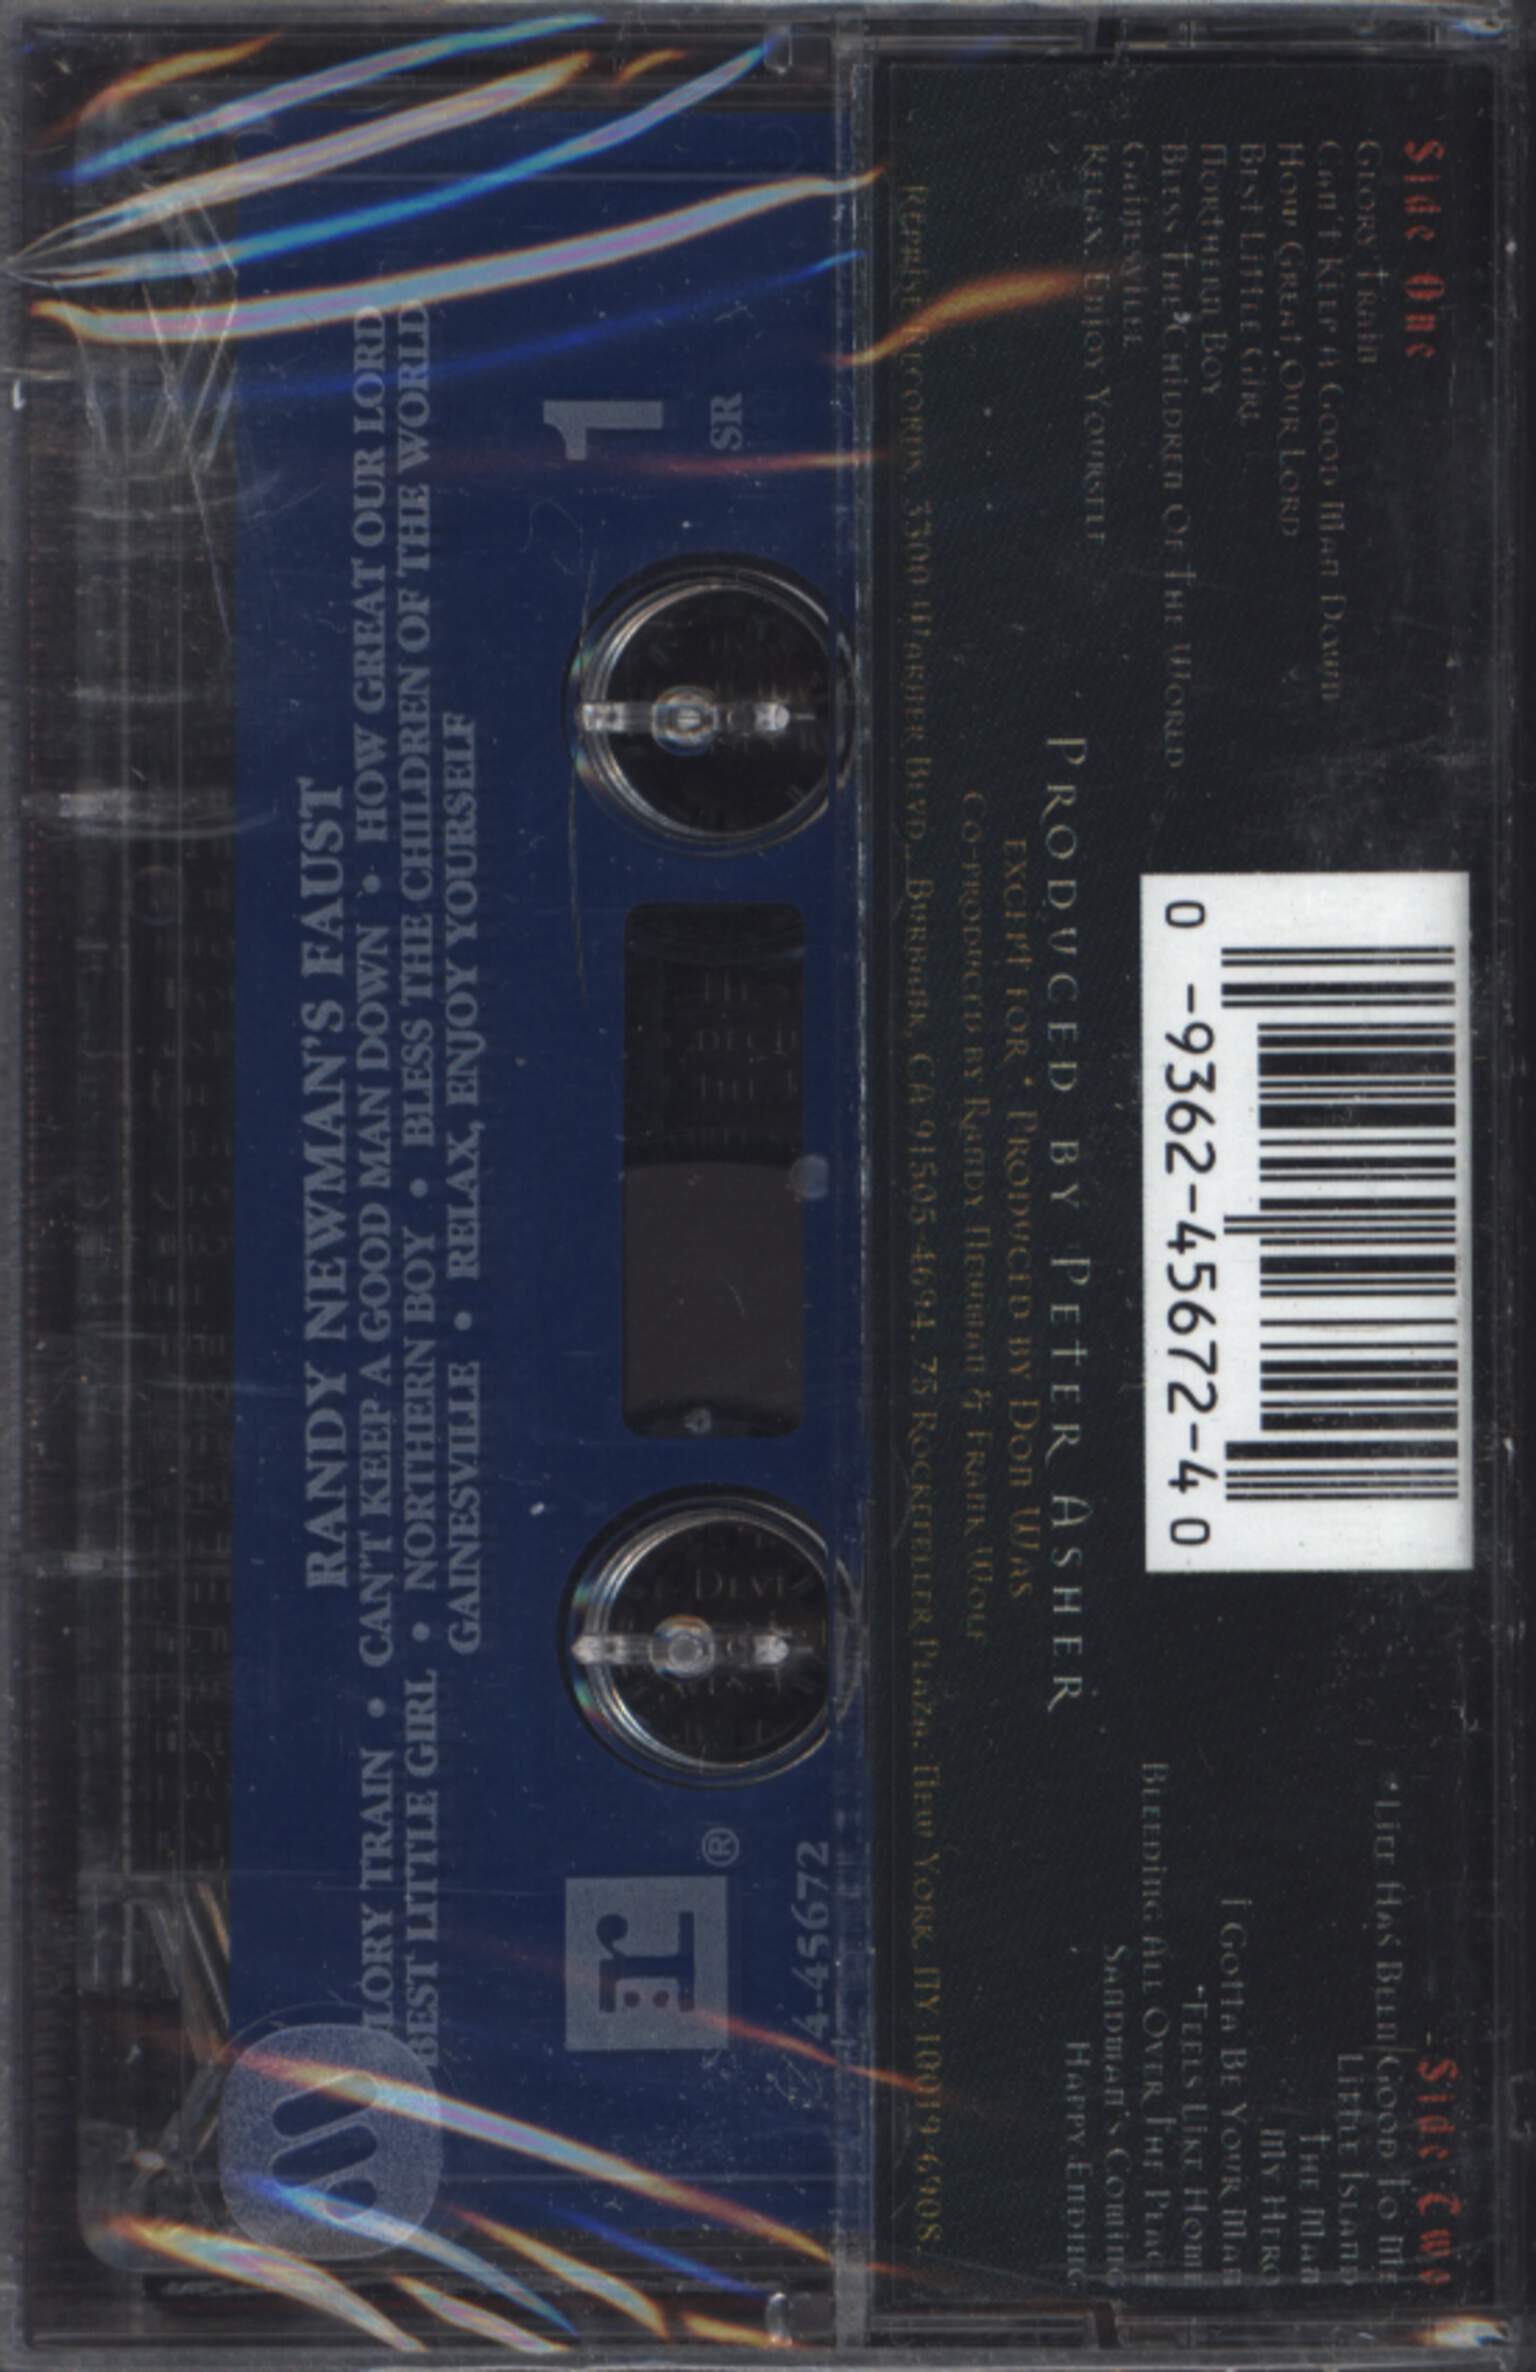 Side One
Glory Train
Can't Keep A Good Man Down
How Great Our Lord
Best Little Girl
Northern Boy
Bless The Children Of The World
Gainesville
Relax, Enjoy Yourself
0 -9362-45672-4 0
Side Two
*Life Has Been Good To Me
Little Island
The Man
My Hero
I Gotta Be Your Man
*Feels Like Home
Bleeding All Over The Place
Sandman's Coming
Happy Ending
Produced by Peter Asher
except for * Produced by Don Was
Co-produced by Randy Newman & Frank Wolf
Reprise Records, 3300 Warner Blvd., Burbank, CA 91505-4694. 75 Rockefeller Plaza, New York, NY 10019-6908.
RANDY NEWMAN'S FAUST
GLORY TRAIN • CAN'T KEEP A GOOD MAN DOWN • HOW GREAT OUR LORD
BEST LITTLE GIRL • NORTHERN BOY • BLESS THE CHILDREN OF THE WORLD
GAINESVILLE • RELAX, ENJOY YOURSELF
1
SR
r
®
4-45672